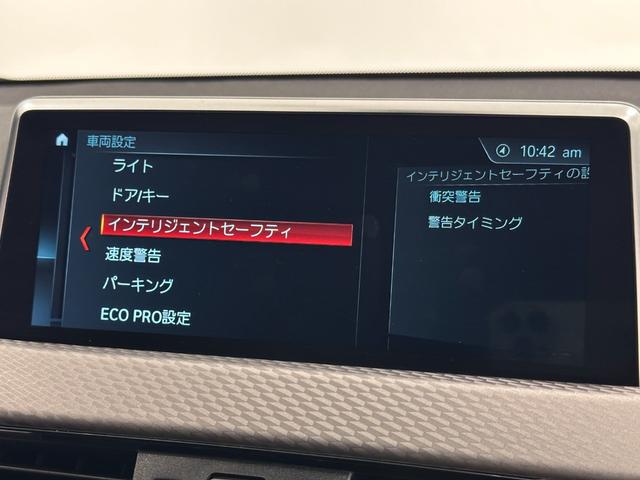 車両設定
10:42 am
ライト
ドア/キー
インテリジェントセーフティ
速度警告
パーキング
ECO PRO設定
インテリジェントセーフティの設
衝突警告
警告タイミング